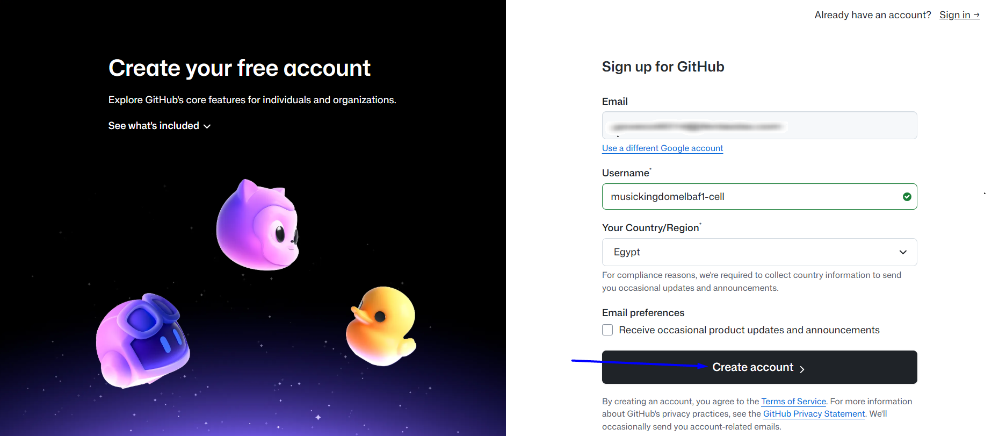 Already have an account? Sign in →
Create your free account
Explore GitHub's core features for individuals and organizations.
See what's included
Sign up for GitHub
Email
Use a different Google account
Username*
musickingdomelbaf1-cell
Your Country/Region*
Egypt
For compliance reasons, we're required to collect country information to send
you occasional updates and announcements.
Email preferences
Receive occasional product updates and announcements
Create account
By creating an account, you agree to the Terms of Service. For more information
about GitHub's privacy practices, see the GitHub Privacy Statement. We'll
occasionally send you account-related emails.